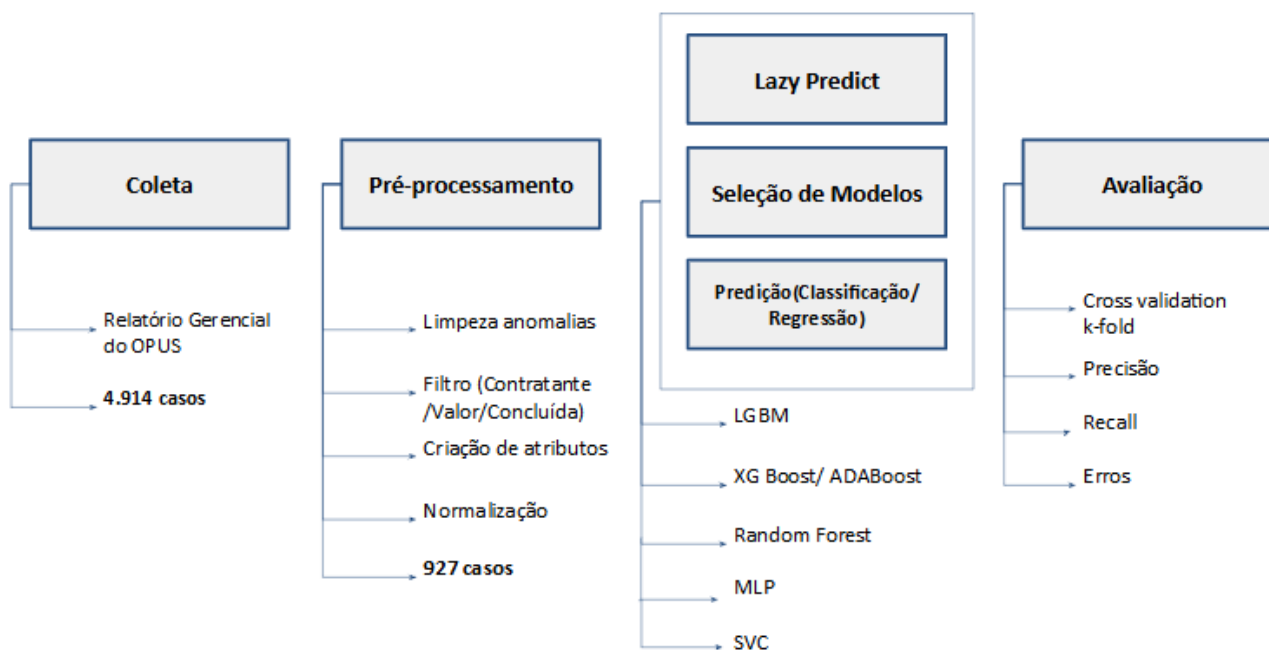 Coleta
Relatório Gerencial
do OPUS
4.914 casos
Pré-processamento
Limpeza anomalias
Filtro (Contratante
/Valor/Concluída)
Criação de atributos
Normalização
927 casos
Lazy Predict
Seleção de Modelos
Predição(Classificação/
Regressão)
LGBM
XG Boost/ ADABoost
Random Forest
MLP
SVC
Avaliação
Cross validation
k-fold
Precisão
Recall
Erros